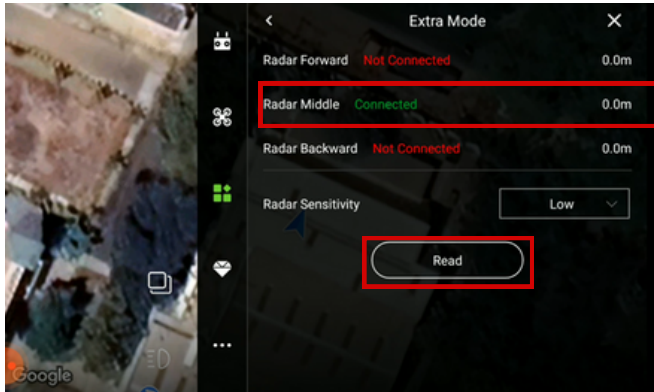 Extra Mode
Radar Forward Not Connected 0.0m
Radar Middle Connected 0.0m
Radar Backward Not Connected 0.0m
Radar Sensitivity Low
Read
Google